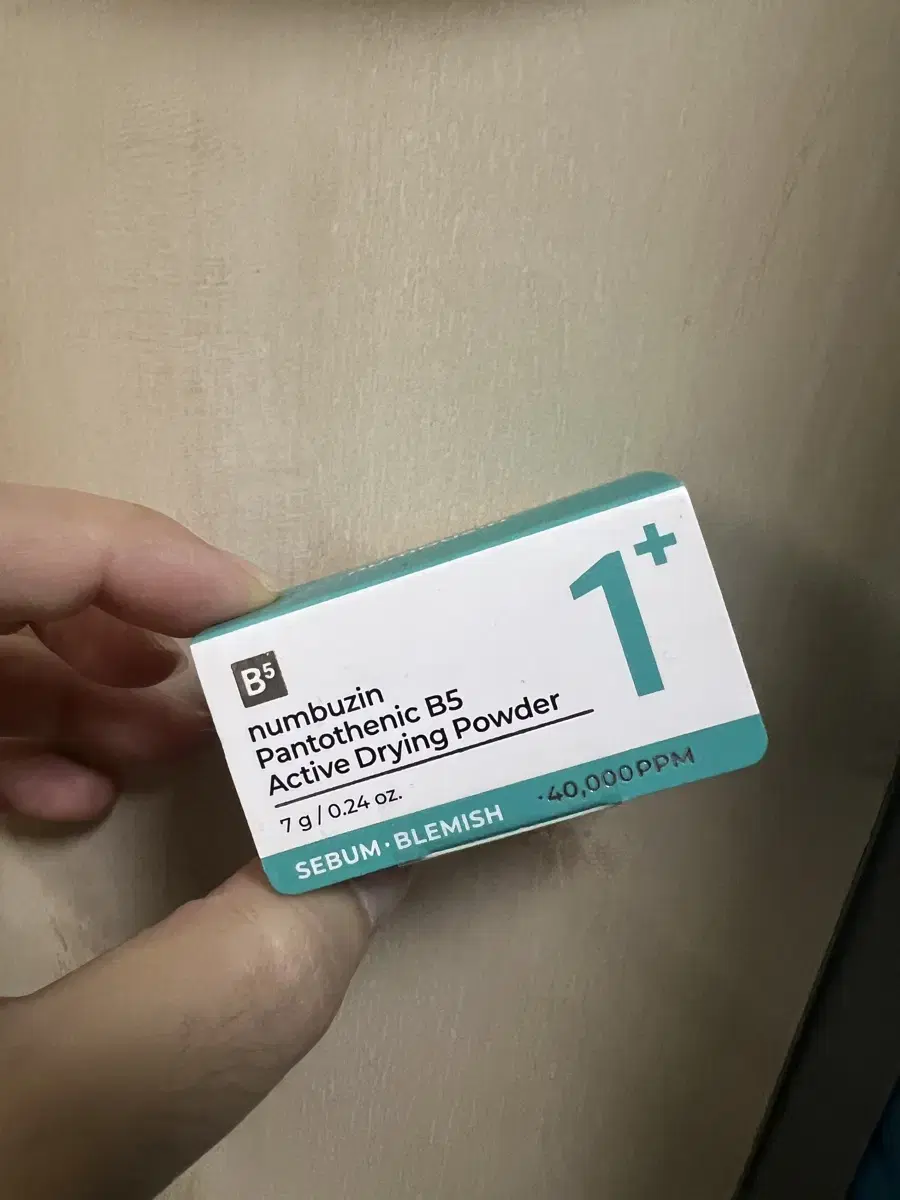 1+
B5
numbuzin
Pantothenic B5
Active Drying Powder
7 g / 0.24 oz.
SEBUM·BLEMISH
·40,000PPM